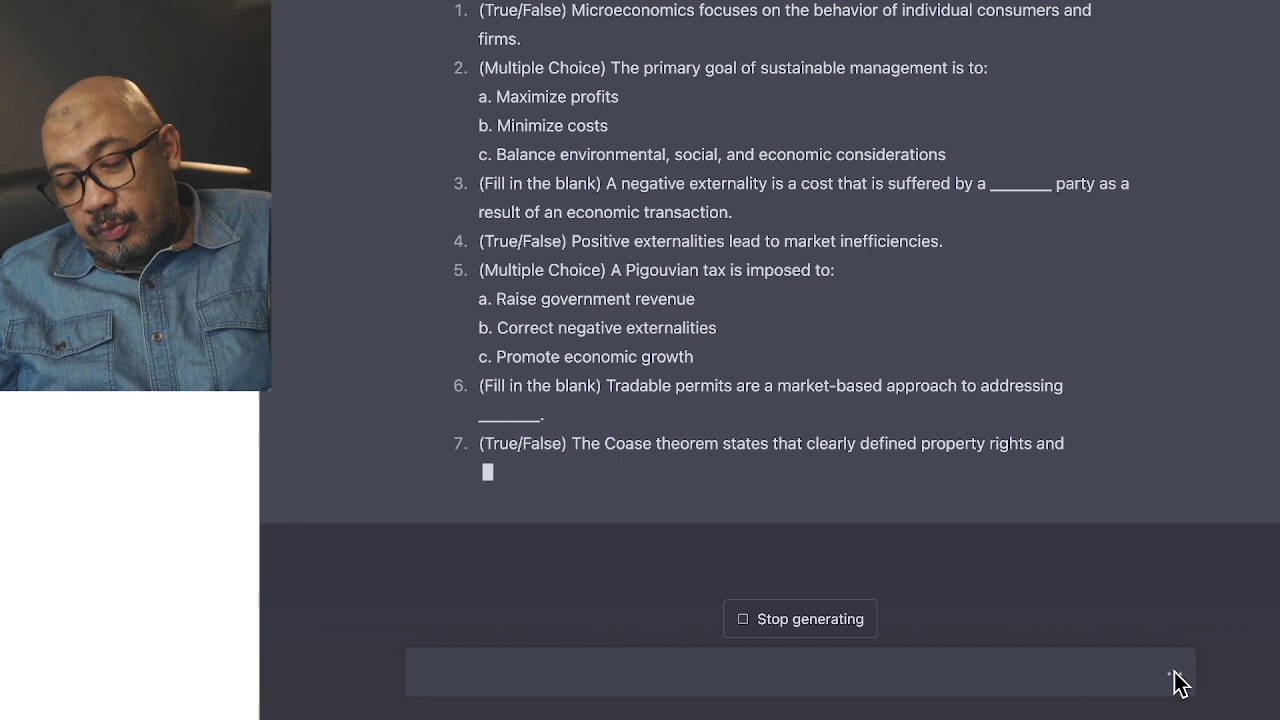 1. (True/False) Microeconomics focuses on the behavior of individual consumers and
firms.
2. (Multiple Choice) The primary goal of sustainable management is to:
a. Maximize profits
b. Minimize costs
c. Balance environmental, social, and economic considerations
3. (Fill in the blank) A negative externality is a cost that is suffered by a ________ party as a
result of an economic transaction.
4. (True/False) Positive externalities lead to market inefficiencies.
5. (Multiple Choice) A Pigouvian tax is imposed to:
a. Raise government revenue
b. Correct negative externalities
c. Promote economic growth
6. (Fill in the blank) Tradable permits are a market-based approach to addressing
________.
7. (True/False) The Coase theorem states that clearly defined property rights and
Stop generating